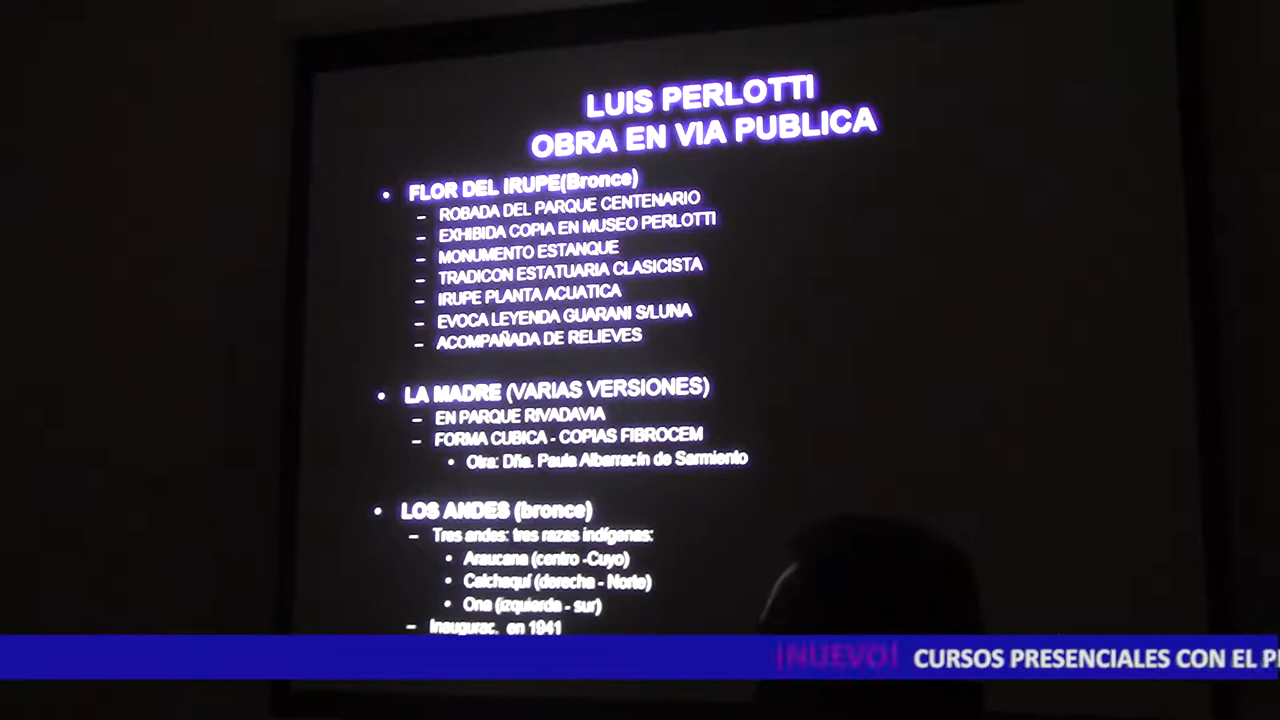 LUIS PERLOTTI
OBRA EN VIA PUBLICA
• FLOR DEL IRUPE(Bronce)
– ROBADA DEL PARQUE CENTENARIO
– EXHIBIDA COPIA EN MUSEO PERLOTTI
– MONUMENTO ESTANQUE
– TRADICON ESTATUARIA CLASICISTA
– IRUPE PLANTA ACUATICA
– EVOCA LEYENDA GUARANI S/LUNA
– ACOMPAÑADA DE RELIEVES
• LA MADRE (VARIAS VERSIONES)
– EN PARQUE RIVADAVIA
– FORMA CUBICA - COPIAS FIBROCEM
• Otra: Dña. Paula Albarracín de Sarmiento
• LOS ANDES (bronce)
– Tres andes: tres razas indígenas:
• Araucana (centro -Cuyo)
• Calchaquí (derecha - Norte)
• Ona (izquierda - sur)
– Inaugurac. en 1941
¡NUEVO! CURSOS PRESENCIALES CON EL